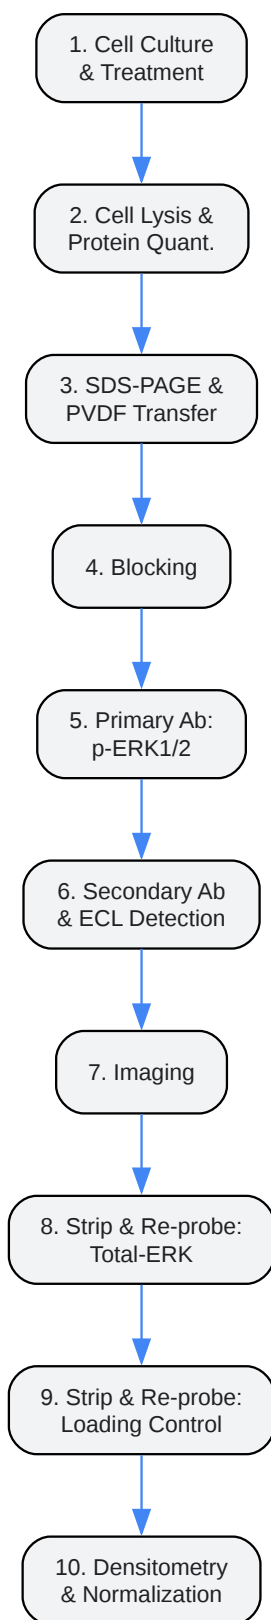 1. Cell Culture
& Treatment
2. Cell Lysis &
Protein Quant.
3. SDS-PAGE &
PVDF Transfer
4. Blocking
5. Primary Ab:
p-ERK1/2
6. Secondary Ab
& ECL Detection
7. Imaging
8. Strip & Re-probe:
Total-ERK
9. Strip & Re-probe:
Loading Control
10. Densitometry
& Normalization